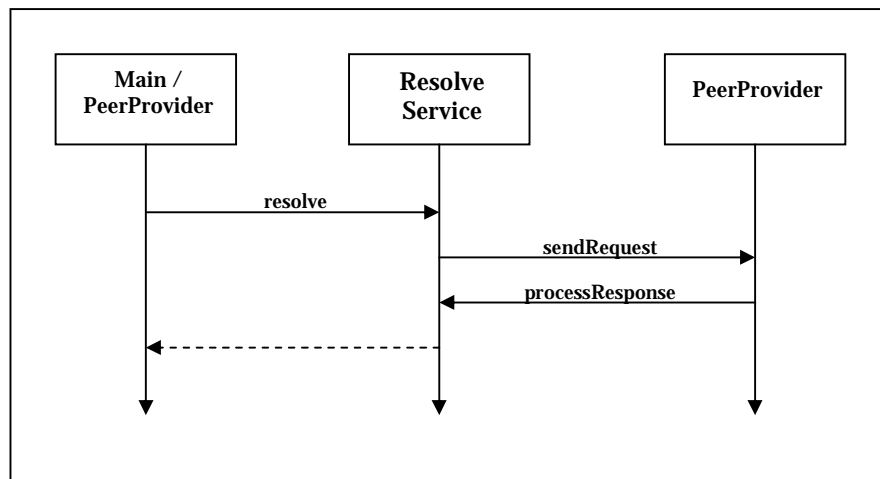 Main /
PeerProvider
Resolve
Service
PeerProvider
resolve
sendRequest
processResponse